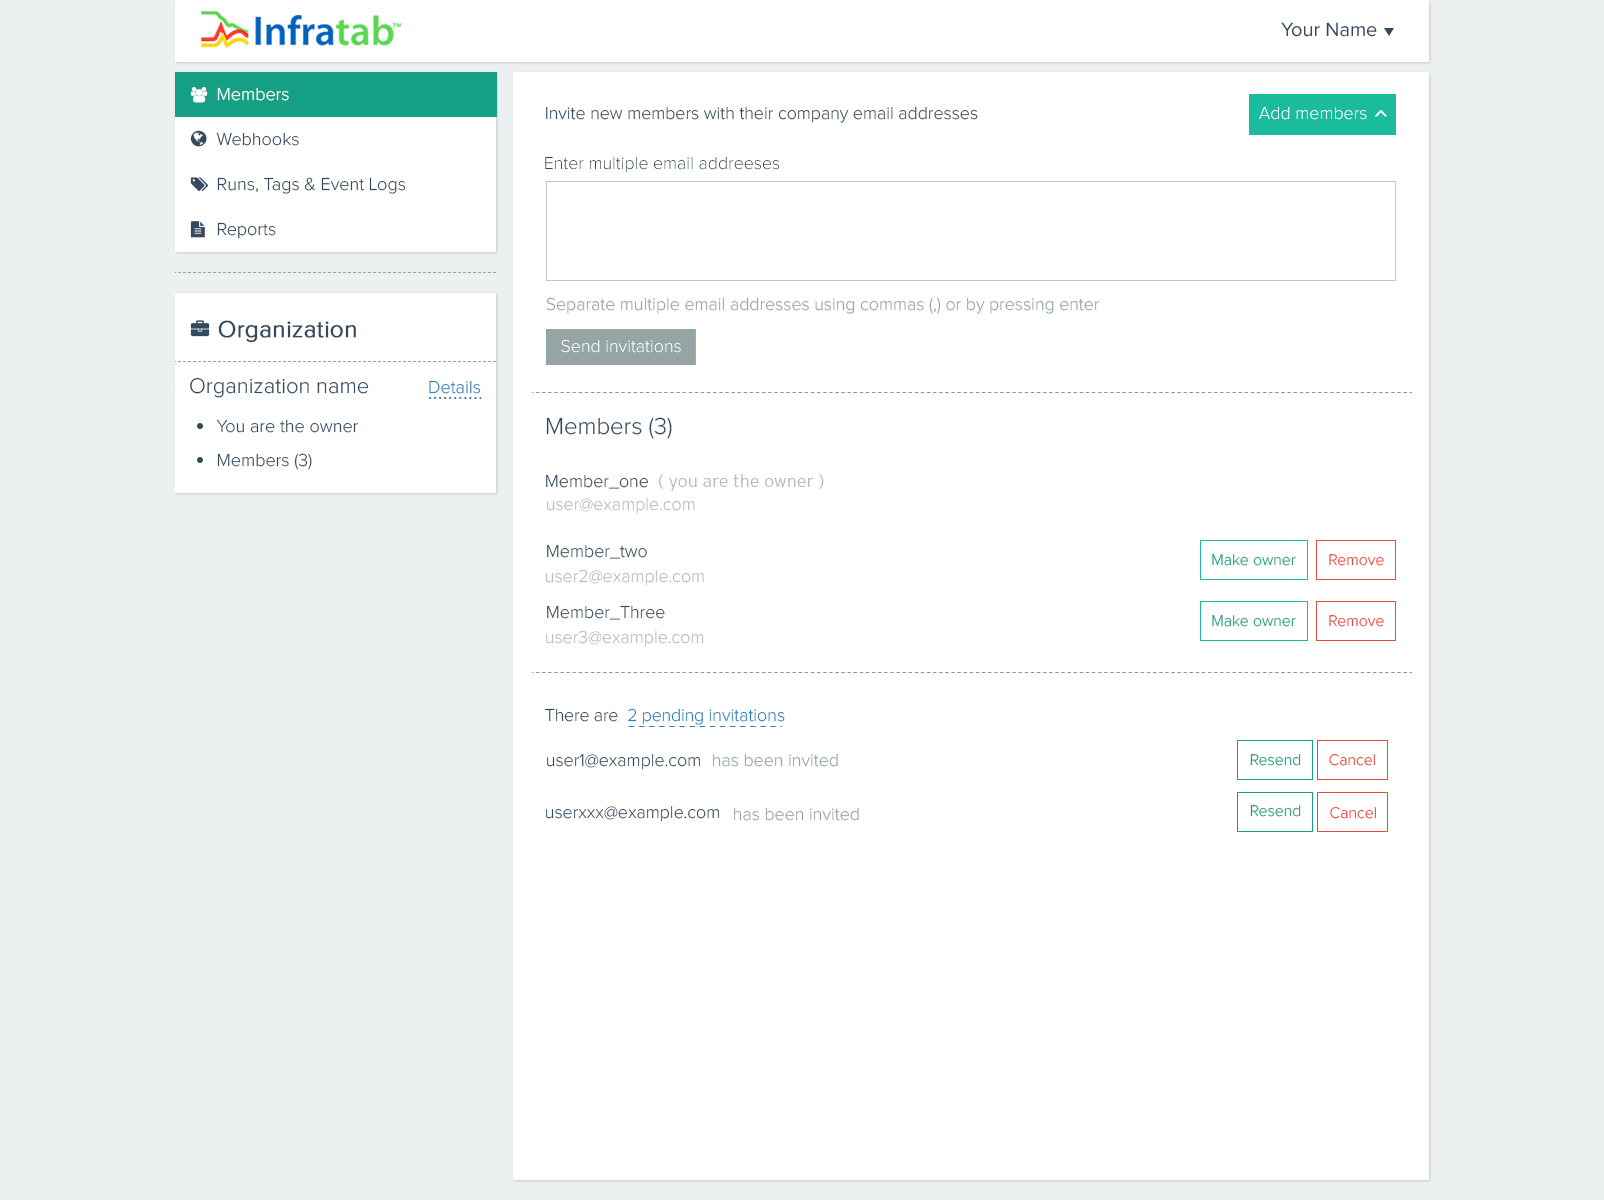 Infratab™
Your Name
Members
Webhooks
Runs, Tags & Event Logs
Reports
Organization
Organization name Details
You are the owner
Members (3)
Invite new members with their company email addresses Add members
Enter multiple email addreeses
Separate multiple email addresses using commas (,) or by pressing enter
Send invitations
Members (3)
Member_one ( you are the owner )
user@example.com
Member_two Make owner Remove
user2@example.com
Member_Three Make owner Remove
user3@example.com
There are 2 pending invitations
user1@example.com has been invited Resend Cancel
userxxx@example.com has been invited Resend Cancel